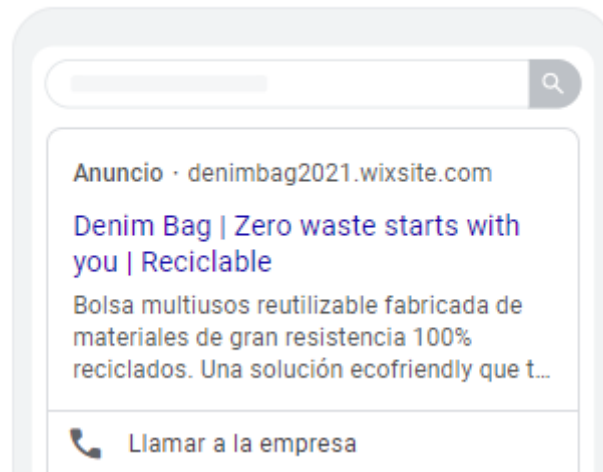 Anuncio · denimbag2021.wixsite.com
Denim Bag | Zero waste starts with
you | Reciclable
Bolsa multiusos reutilizable fabricada de
materiales de gran resistencia 100%
reciclados. Una solución ecofriendly que t...
Llamar a la empresa